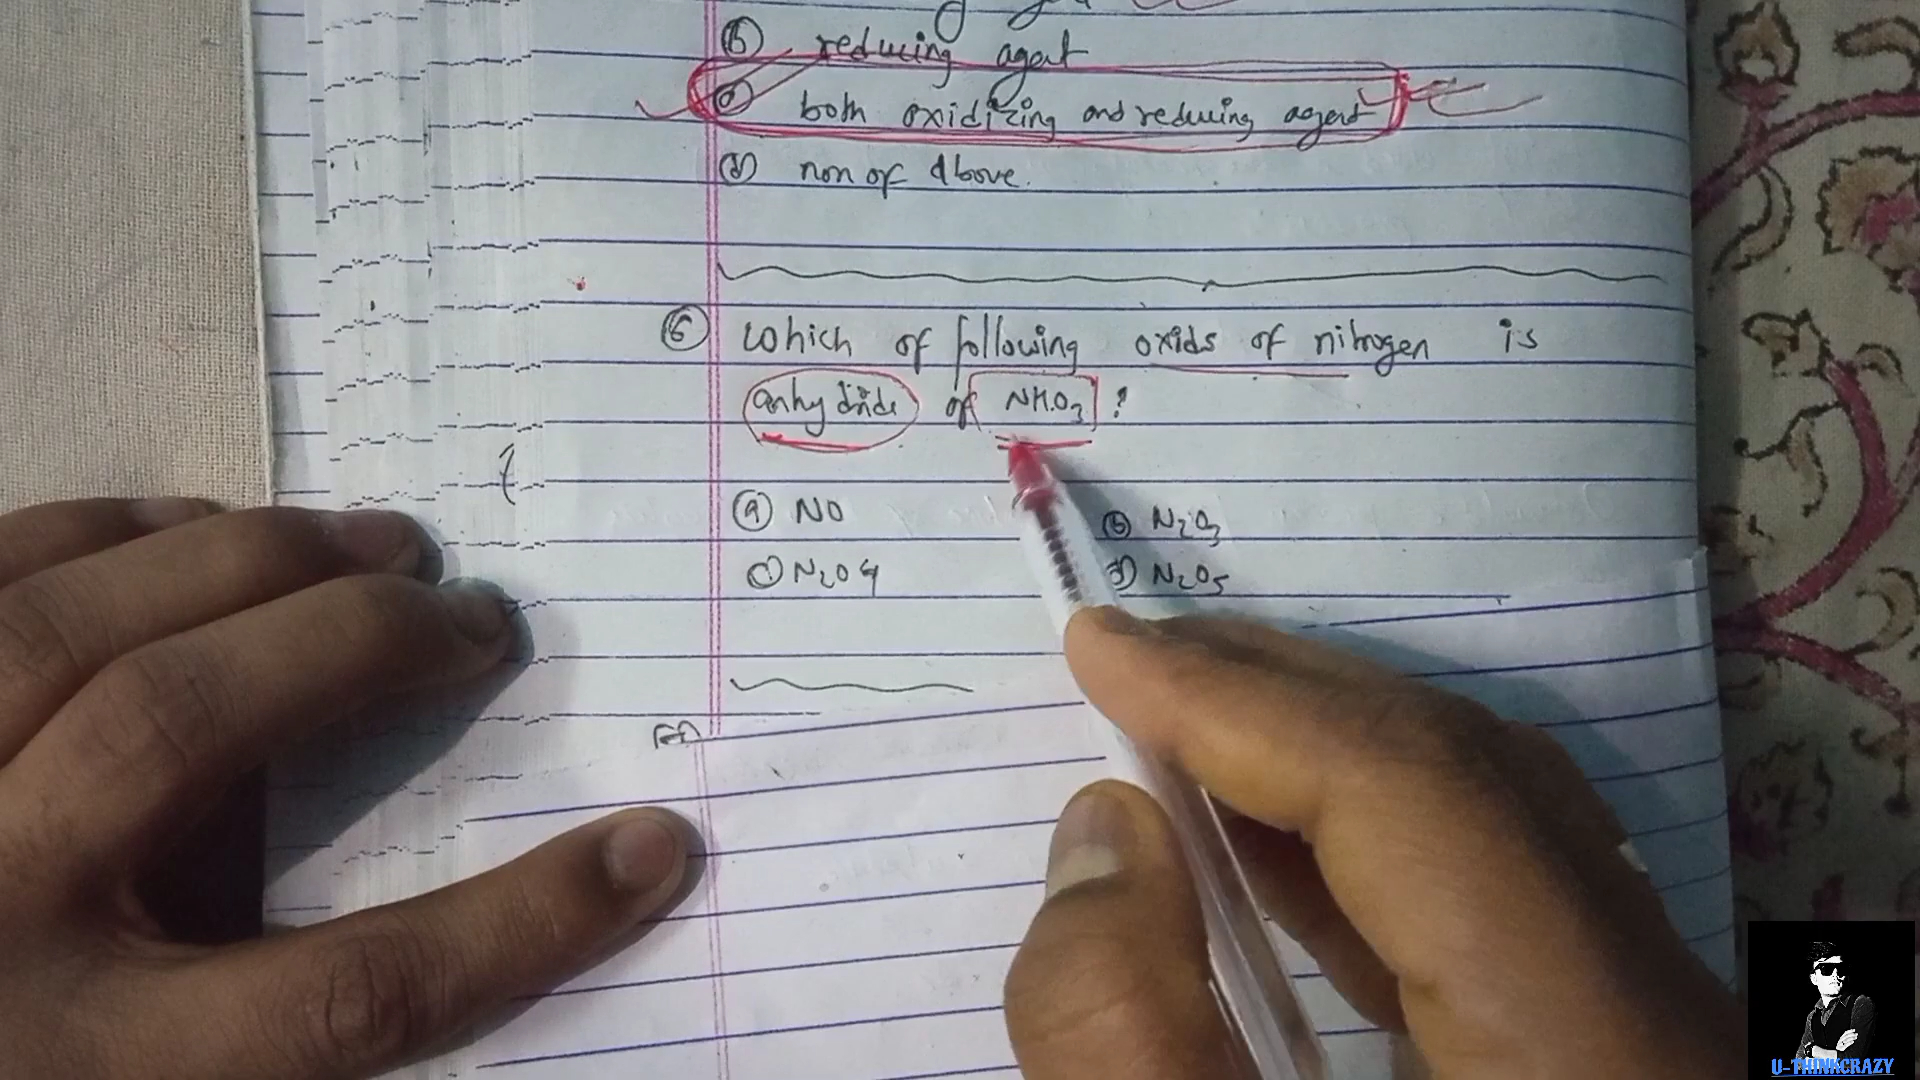 (b) reducing agent
(c) both oxidizing and reducing agent
(d) non of above.
(6) which of following oxids of nitrogen is
anhydride of NHO3 ?
(a) NO (b) N2O3
(c) N2O4 (d) N2O5
U-THINKCRAZY